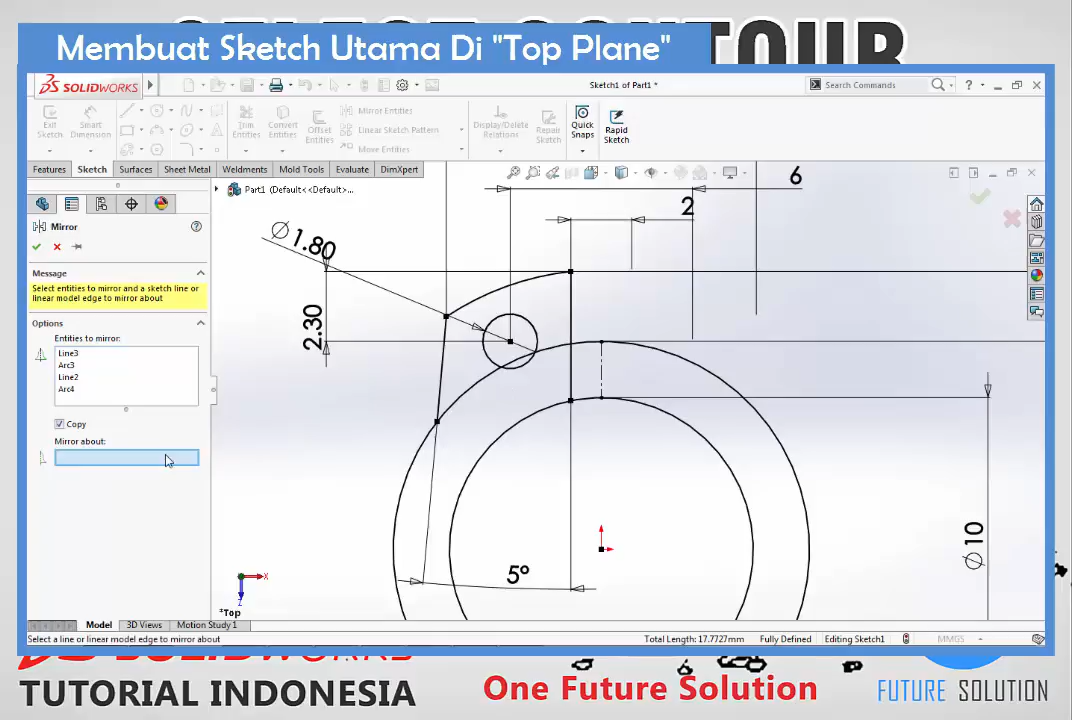 Membuat Sketch Utama Di "Top Plane"
SOLIDWORKS
Sketch1 of Part1 *
Search Commands
Exit Sketch
Smart Dimension
Trim Entities
Convert Entities
Offset Entities
Mirror Entities
Linear Sketch Pattern
Move Entities
Display/Delete Relations
Repair Sketch
Quick Snaps
Rapid Sketch
Features
Sketch
Surfaces
Sheet Metal
Weldments
Mold Tools
Evaluate
DimXpert
Part1 (Default<<Default>...
Mirror
Message
Select entities to mirror and a sketch line or
linear model edge to mirror about
Options
Entities to mirror:
Line3
Arc3
Line2
Arc4
Copy
Mirror about:
6
2
Ø 1.80
2.30
5°
Ø 10
X
Z
*Top
Model
3D Views
Motion Study 1
Select a line or linear model edge to mirror about
Total Length: 17.7727mm
Fully Defined
Editing Sketch1
MMGS
TUTORIAL INDONESIA
One Future Solution
FUTURE SOLUTION